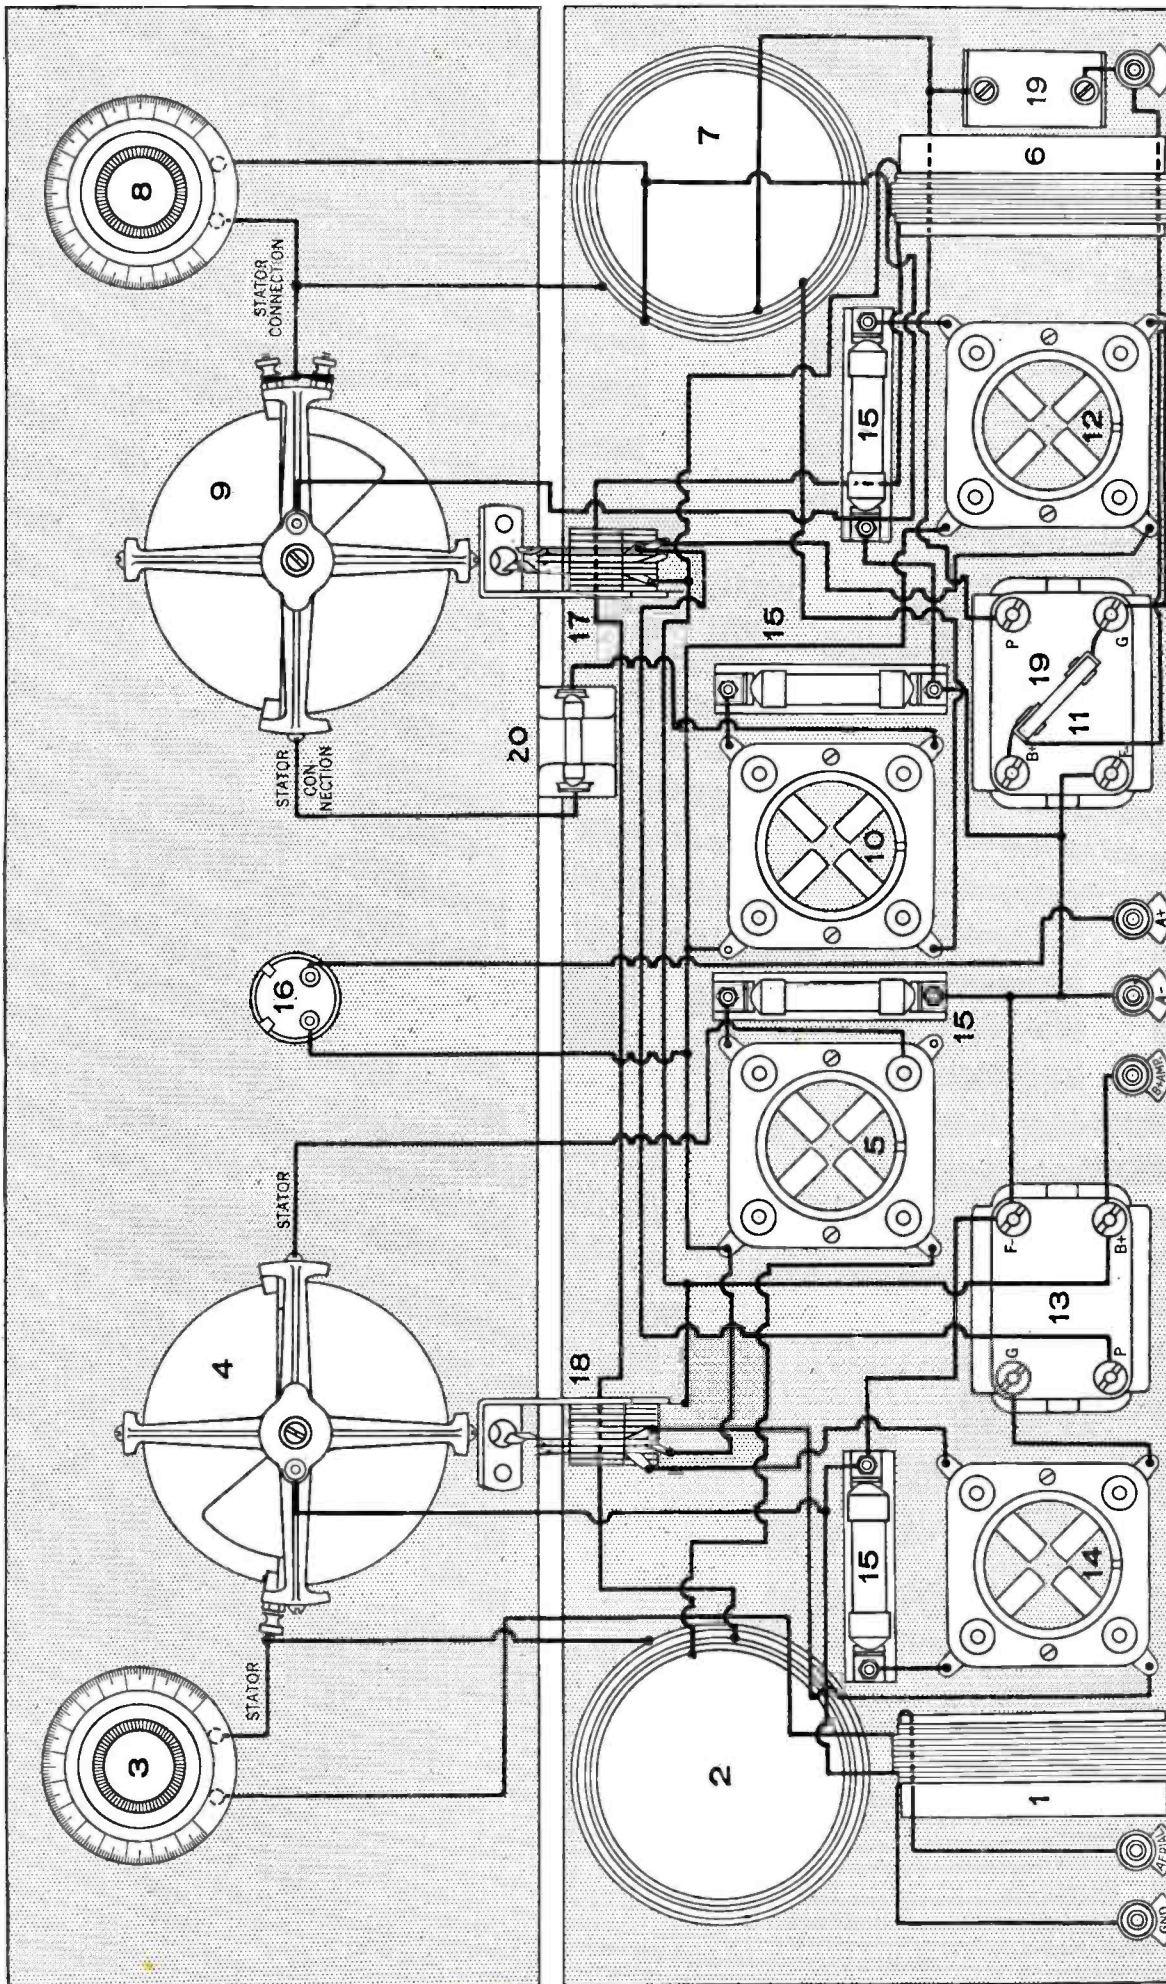 3
8
4
9
STATOR
STATOR
STATOR
CON
NECTION
STATOR
CONNECTION
16
20
18
17
2
7
15
5
10
15
15
15
14
12
G
F-
P
B+
13
B+
P
F-
G
19
11
1
6
19
GND
B+AMP.
A-
A+